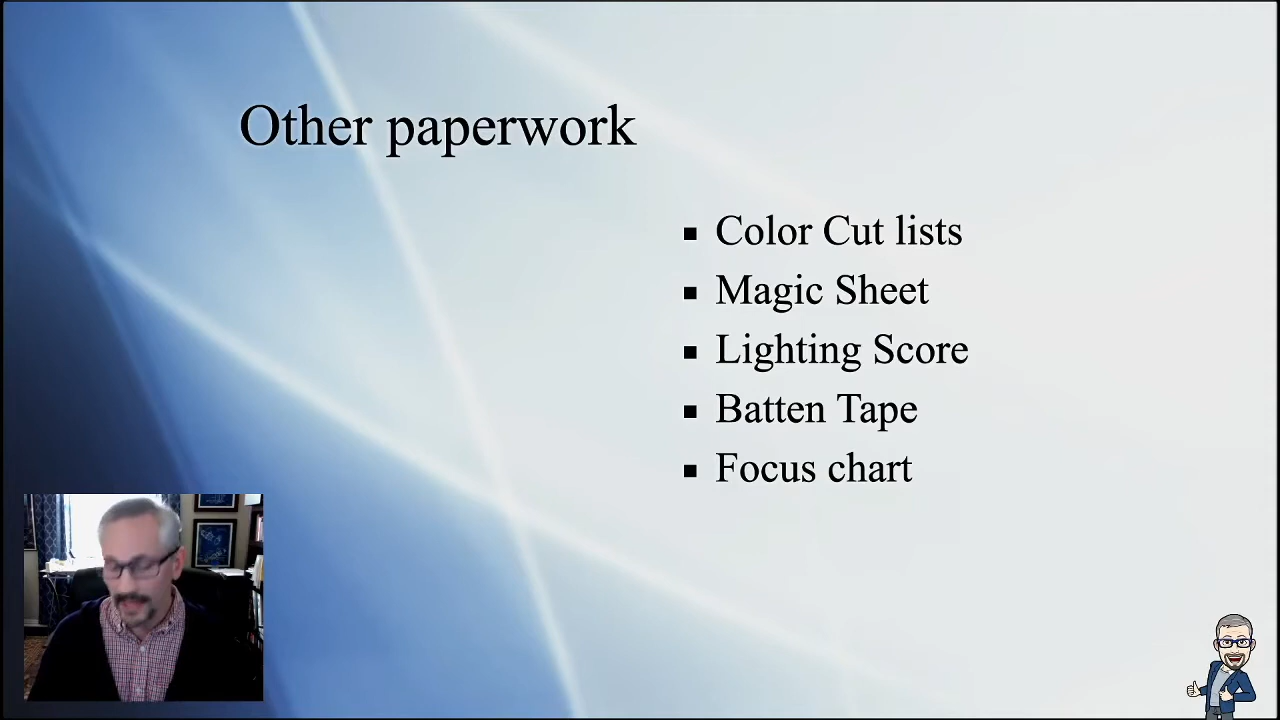 Other paperwork
Color Cut lists
Magic Sheet
Lighting Score
Batten Tape
Focus chart